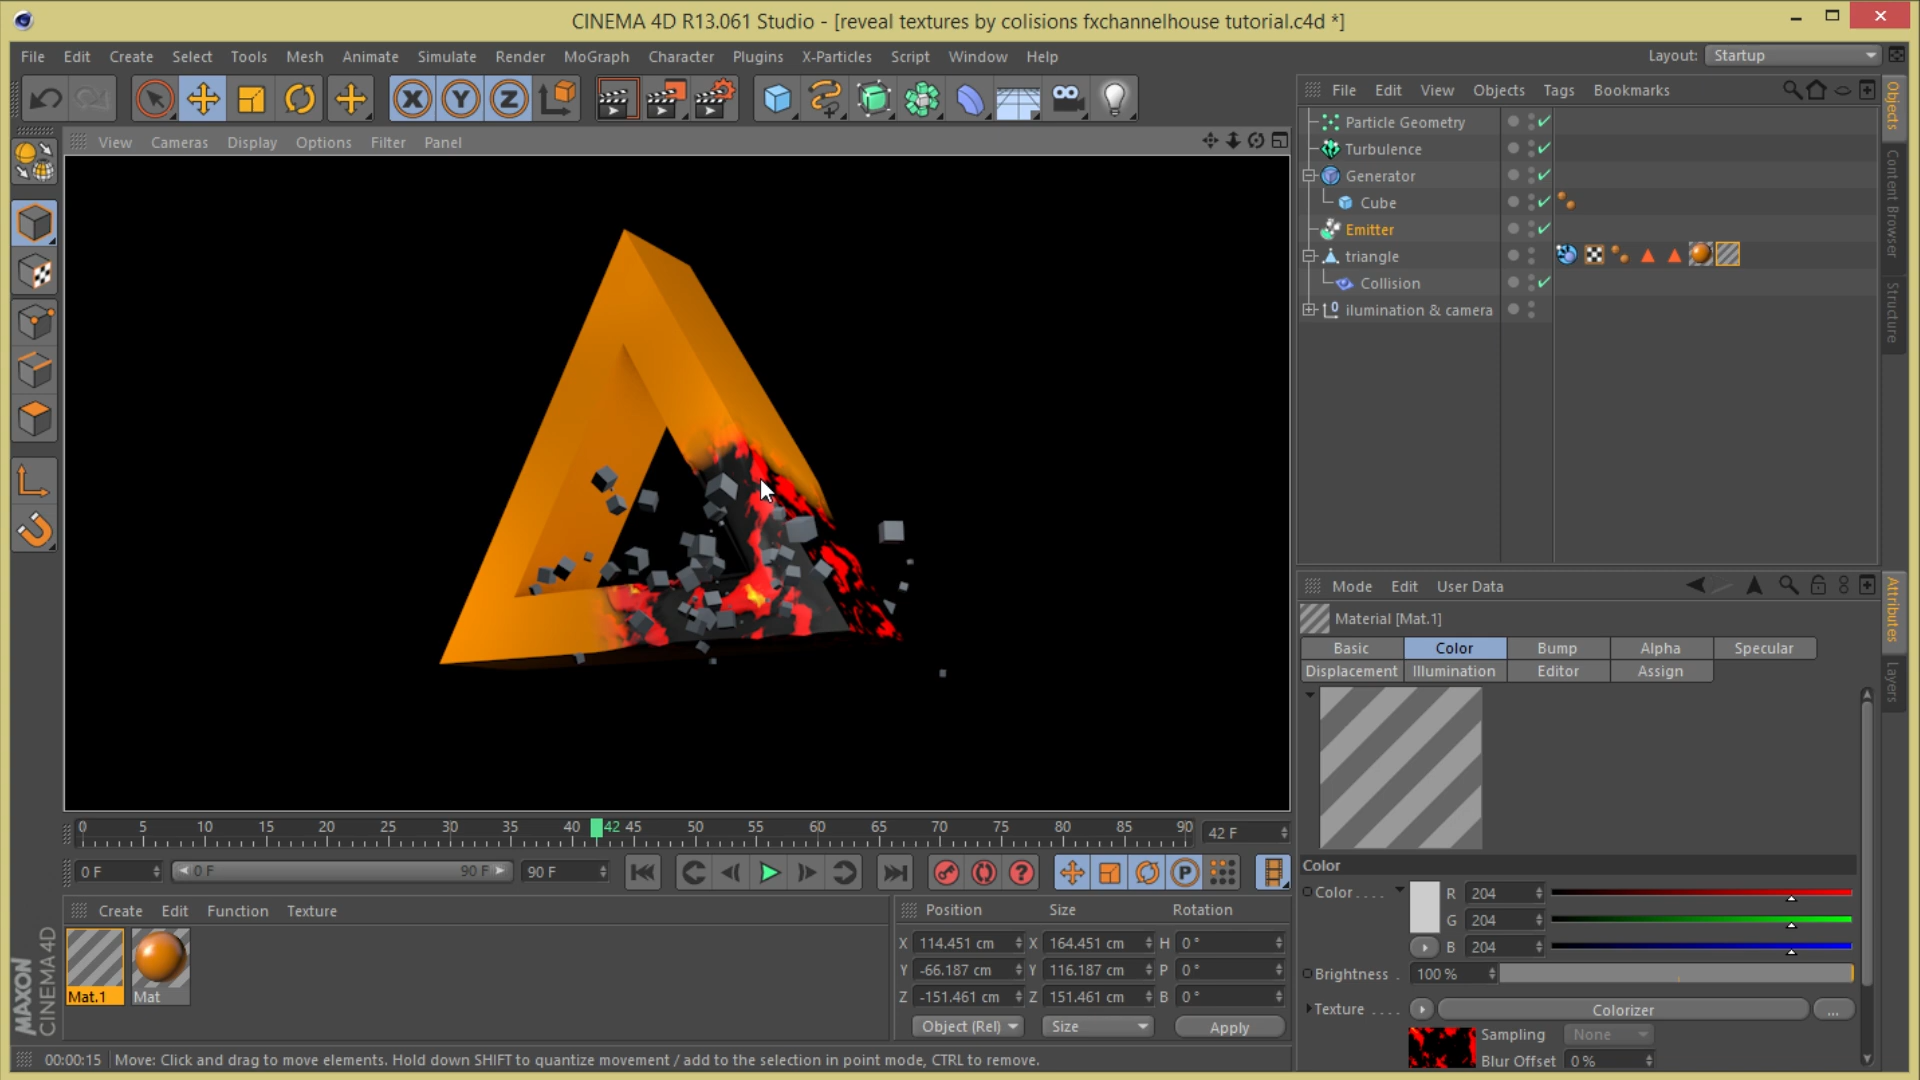 CINEMA 4D R13.061 Studio - [reveal textures by colisions fxchannelhouse tutorial.c4d *]
File Edit Create Select Tools Mesh Animate Simulate Render MoGraph Character Plugins X-Particles Script Window Help
Layout: Startup
X Y Z
View Cameras Display Options Filter Panel
File Edit View Objects Tags Bookmarks
Particle Geometry
Turbulence
Generator
Cube
Emitter
triangle
Collision
ilumination & camera
Objects
Content Browser
Structure
Mode Edit User Data
Material [Mat.1]
Basic Color Bump Alpha Specular
Displacement Illumination Editor Assign
Attributes
Layers
Color
Color . . . . R 204
G 204
B 204
Brightness . 100 %
Texture . . . . Colorizer ...
Sampling None
Blur Offset 0 %
0 5 10 15 20 25 30 35 40 42 45 50 55 60 65 70 75 80 85 90 42 F
0 F 0 F 90 F 90 F
P
Create Edit Function Texture
Mat.1 Mat
Position Size Rotation
X 114.451 cm X 164.451 cm H 0 °
Y -66.187 cm Y 116.187 cm P 0 °
Z -151.461 cm Z 151.461 cm B 0 °
Object (Rel) Size Apply
MAXON
CINEMA 4D
00:00:15 Move: Click and drag to move elements. Hold down SHIFT to quantize movement / add to the selection in point mode, CTRL to remove.